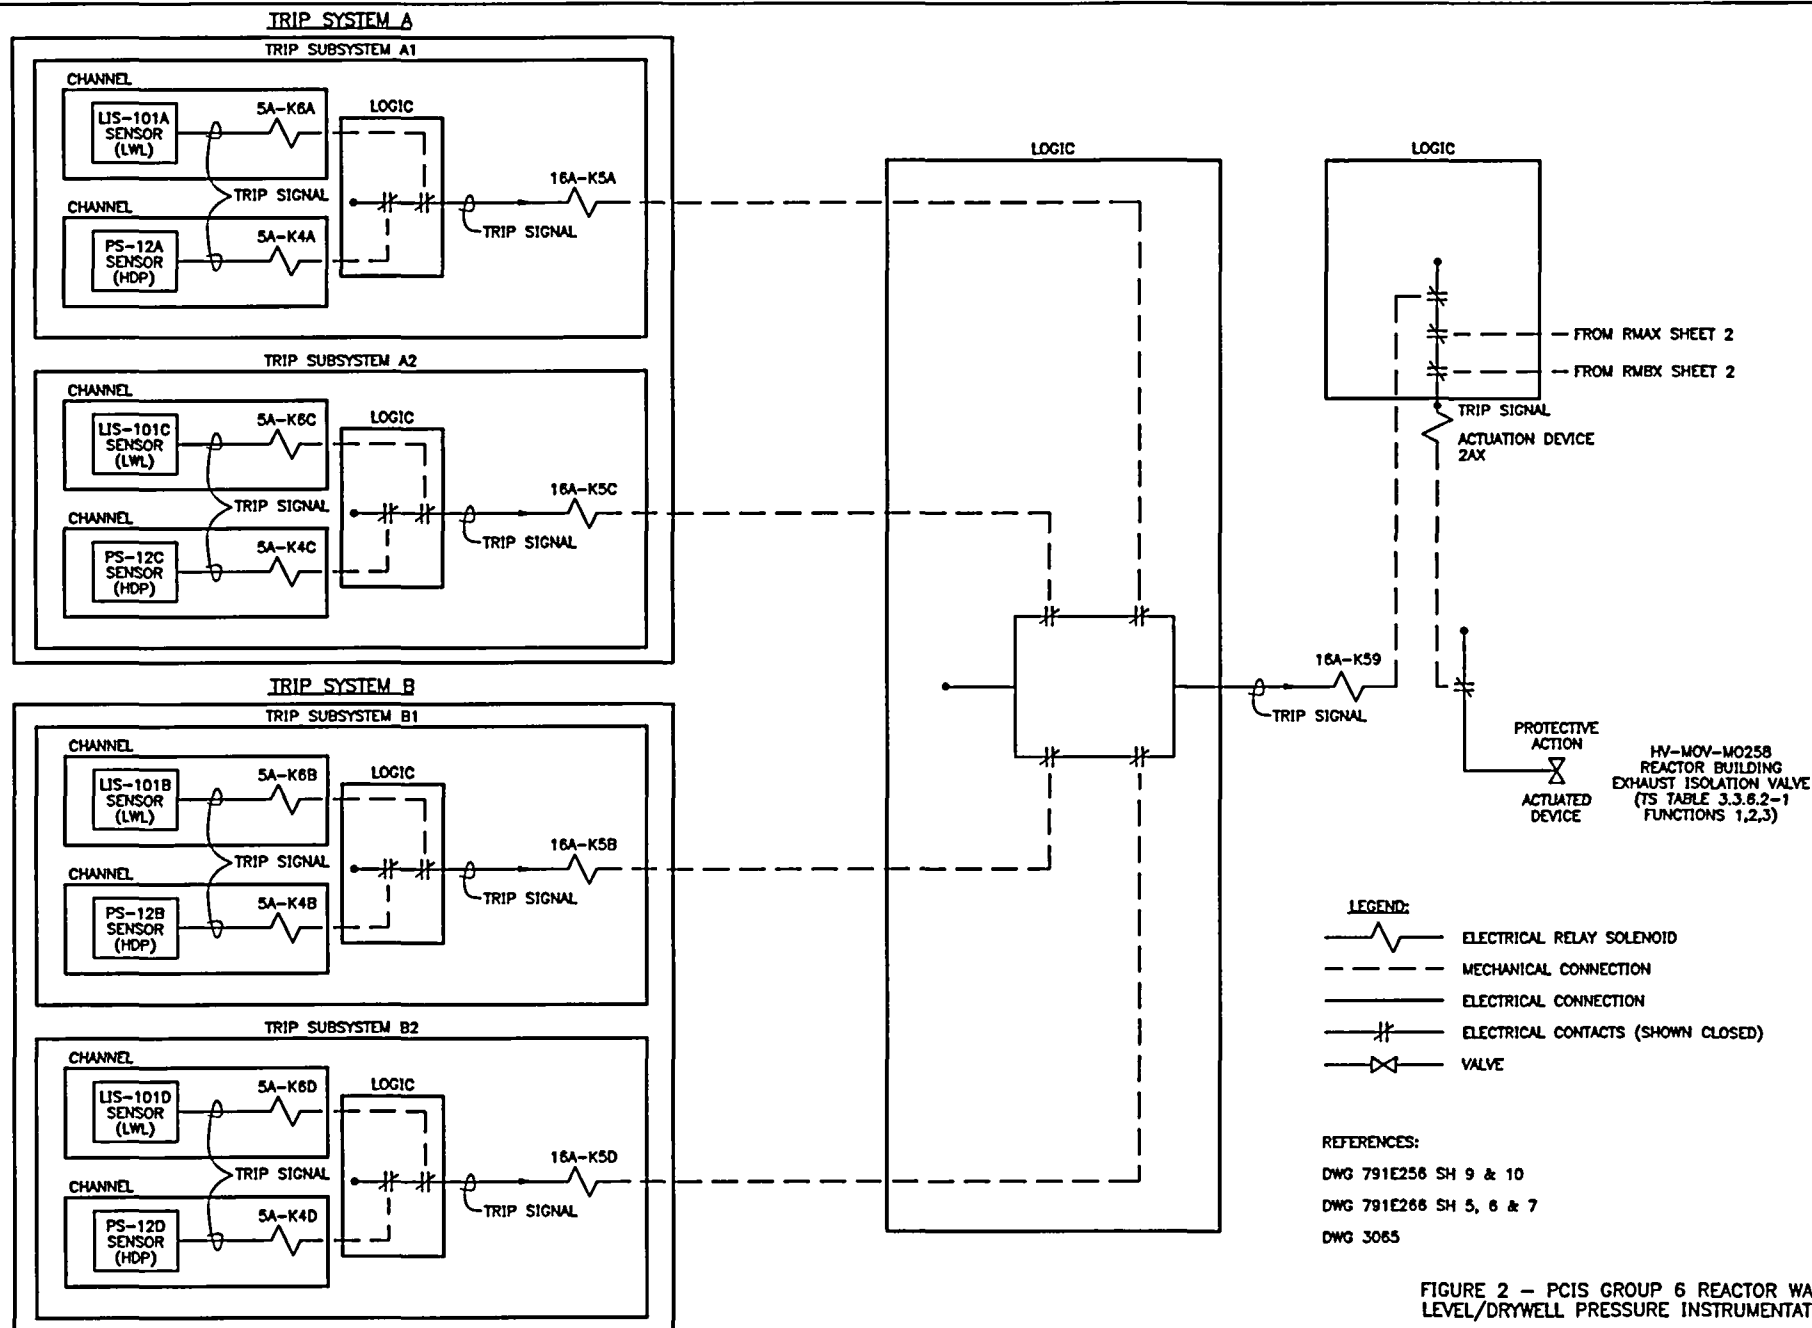 TRIP SYSTEM A
TRIP SUBSYSTEM A1
CHANNEL
LIS-101A
SENSOR
(LWL)
5A-K6A
LOGIC
TRIP SIGNAL
16A-K5A
TRIP SIGNAL
CHANNEL
PS-12A
SENSOR
(HDP)
5A-K4A
TRIP SUBSYSTEM A2
CHANNEL
LIS-101C
SENSOR
(LWL)
5A-K6C
LOGIC
TRIP SIGNAL
16A-K5C
TRIP SIGNAL
CHANNEL
PS-12C
SENSOR
(HDP)
5A-K4C
TRIP SYSTEM B
TRIP SUBSYSTEM B1
CHANNEL
LIS-101B
SENSOR
(LWL)
5A-K6B
LOGIC
TRIP SIGNAL
16A-K5B
TRIP SIGNAL
CHANNEL
PS-12B
SENSOR
(HDP)
5A-K4B
TRIP SUBSYSTEM B2
CHANNEL
LIS-101D
SENSOR
(LWL)
5A-K6D
LOGIC
TRIP SIGNAL
16A-K5D
TRIP SIGNAL
CHANNEL
PS-12D
SENSOR
(HDP)
5A-K4D
LOGIC
16A-K59
TRIP SIGNAL
LOGIC
FROM RMAX SHEET 2
FROM RMBX SHEET 2
TRIP SIGNAL
ACTUATION DEVICE
2AX
PROTECTIVE
ACTION
ACTUATED
DEVICE
HV-MOV-MO258
REACTOR BUILDING
EXHAUST ISOLATION VALVE
(TS TABLE 3.3.6.2-1
FUNCTIONS 1,2,3)
LEGEND:
ELECTRICAL RELAY SOLENOID
MECHANICAL CONNECTION
ELECTRICAL CONNECTION
ELECTRICAL CONTACTS (SHOWN CLOSED)
VALVE
REFERENCES:
DWG 791E256 SH 9 & 10
DWG 791E266 SH 5, 6 & 7
DWG 3065
FIGURE 2 - PCIS GROUP 6 REACTOR WA
LEVEL/DRYWELL PRESSURE INSTRUMENTAT